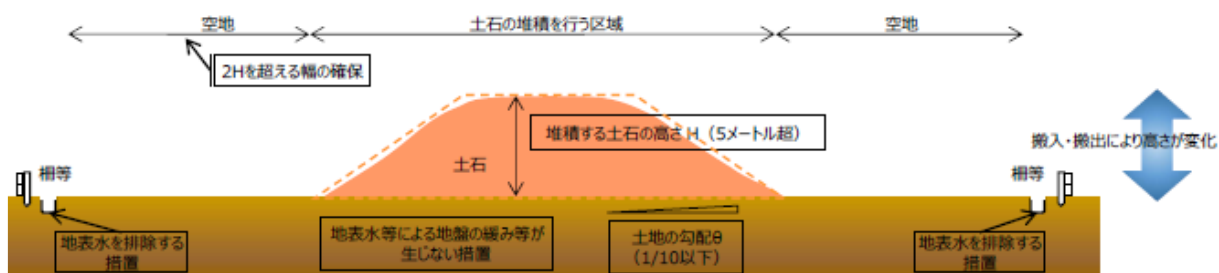 空地
土石の堆積を行う区域
空地
2Hを超える幅の確保
堆積する土石の高さH(5メートル超)
搬入・搬出により高さが変化
土石
柵等
柵等
地表水を排除する
措置
地表水等による地盤の緩み等が
生じない措置
土地の勾配θ
(1/10以下)
地表水を排除する
措置